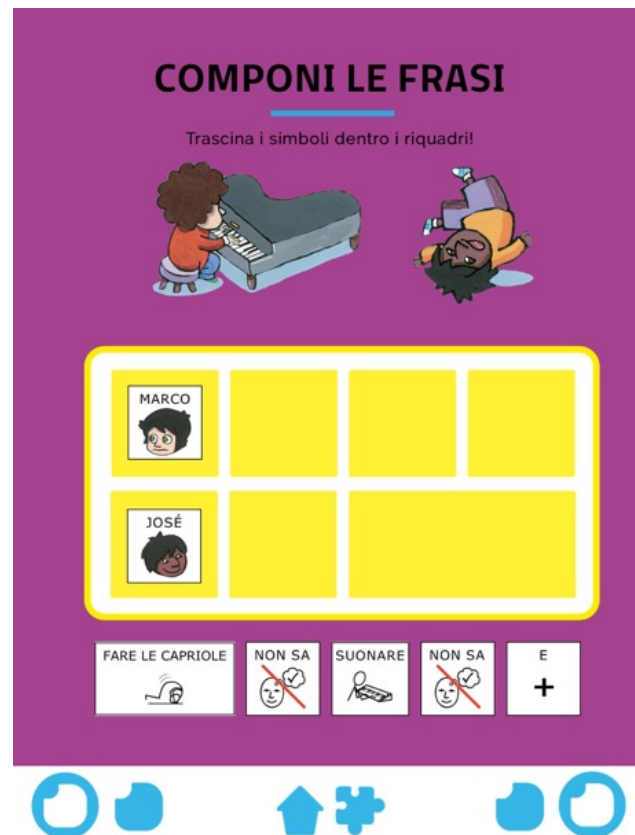 COMPONI LE FRASI
Trascina i simboli dentro i riquadri!
MARCO
JOSÉ
FARE LE CAPRIOLE NON SA SUONARE NON SA E
+